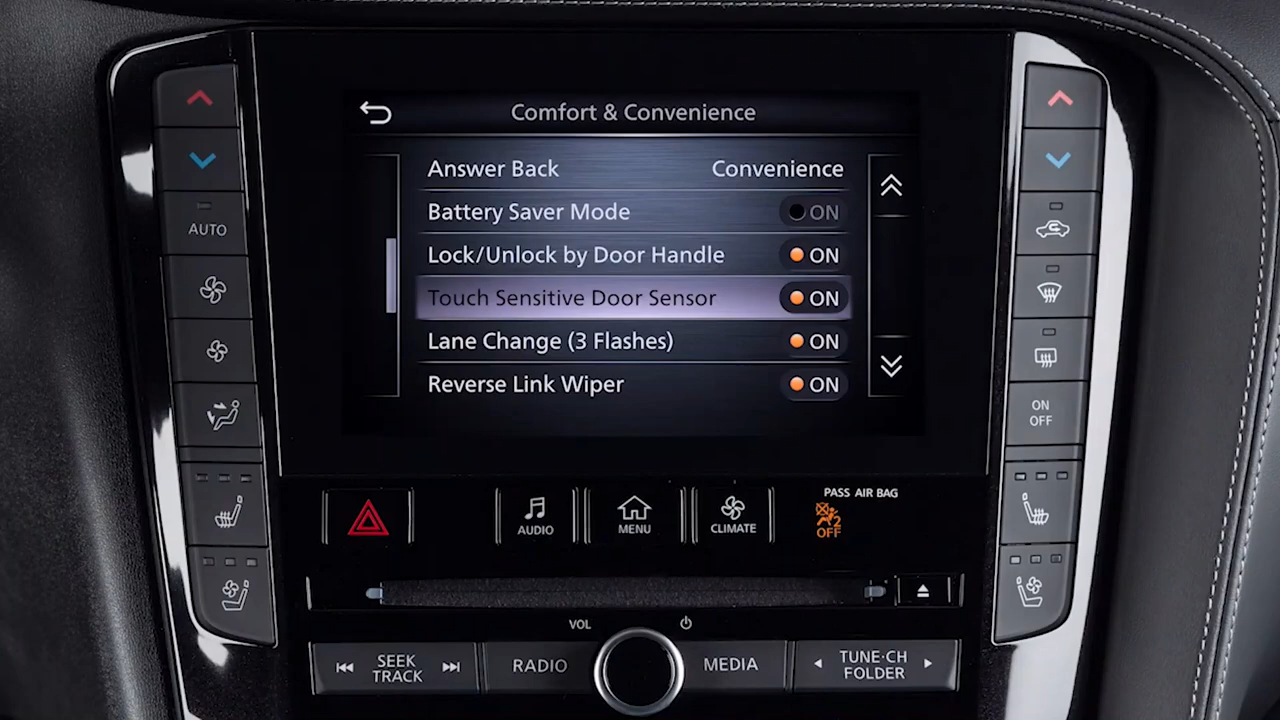 Comfort & Convenience
Answer Back Convenience
Battery Saver Mode ON
Lock/Unlock by Door Handle ON
Touch Sensitive Door Sensor ON
Lane Change (3 Flashes) ON
Reverse Link Wiper ON
AUTO
ON
OFF
AUDIO
MENU
CLIMATE
PASS AIR BAG
2
OFF
VOL
SEEK
TRACK
RADIO
MEDIA
TUNE·CH
FOLDER